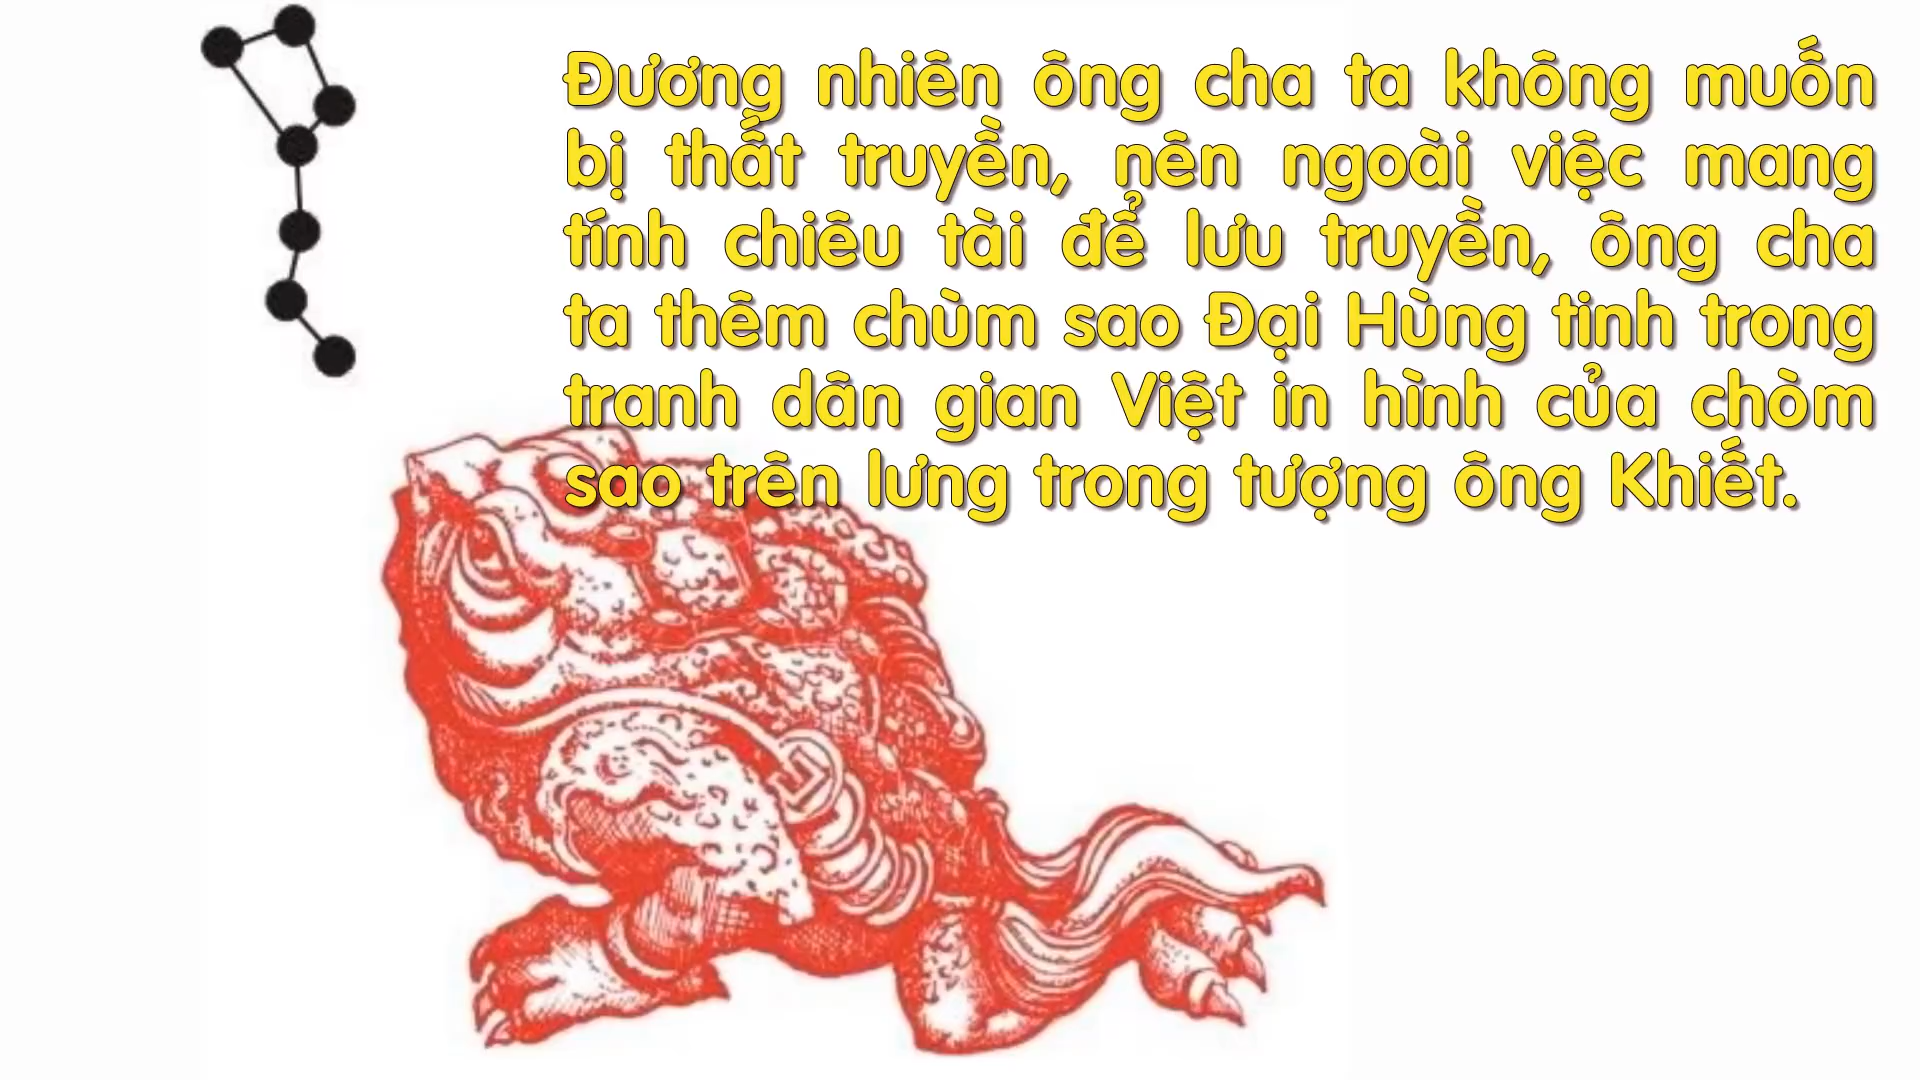 Đương nhiên ông cha ta không muốn
bị thất truyền, nên ngoài việc mang
tính chiêu tài để lưu truyền, ông cha
ta thêm chùm sao Đại Hùng tinh trong
tranh dân gian Việt in hình của chòm
sao trên lưng trong tượng ông Khiết.